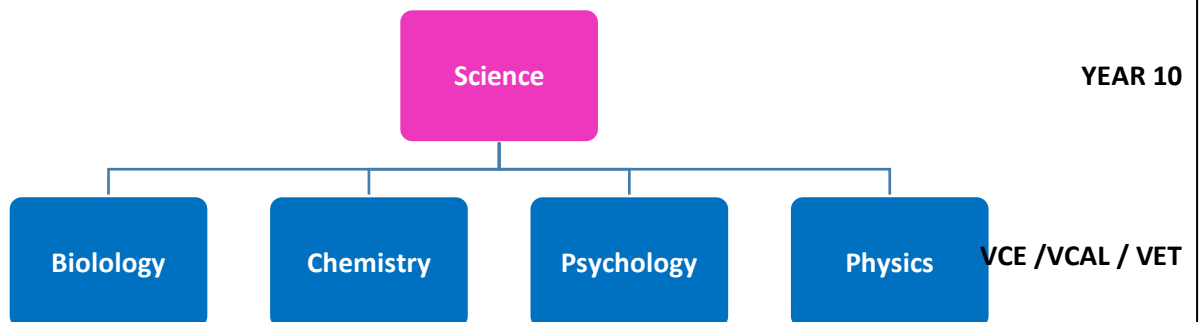 Science
YEAR 10
Biolology
Chemistry
Psychology
Physics
VCE /VCAL / VET